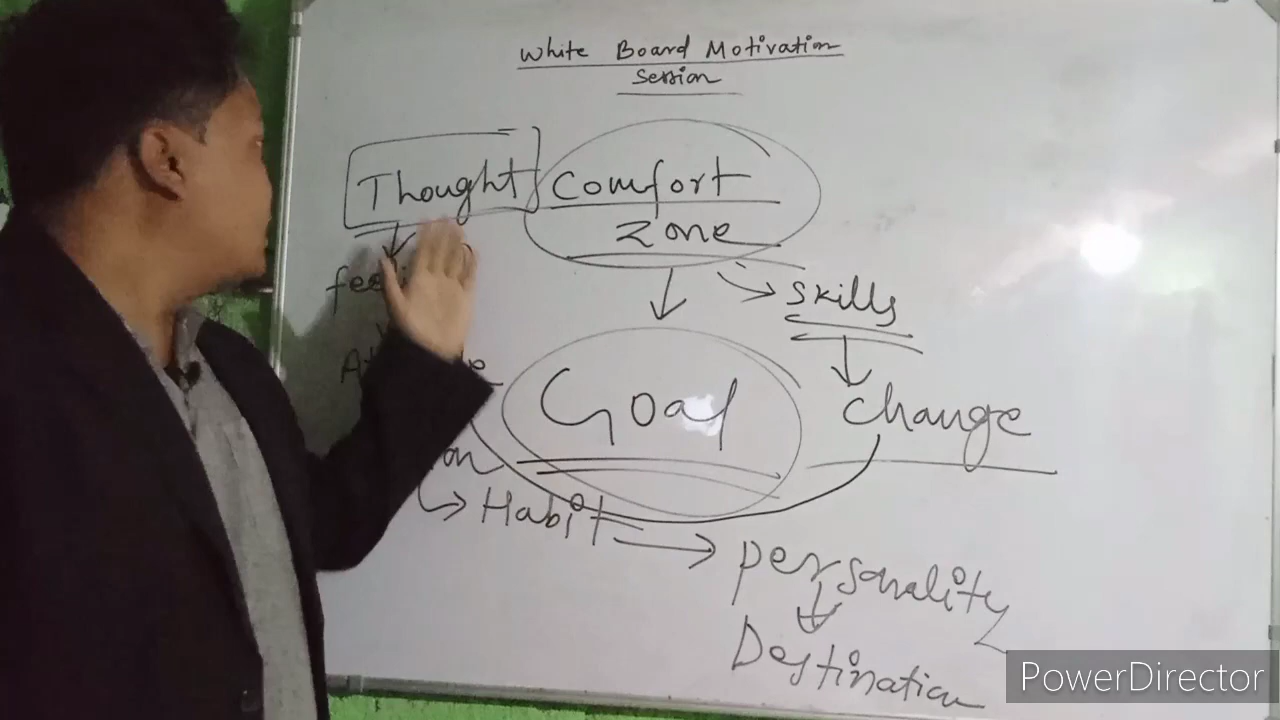 White Board Motivation
Session
Thought
Comfort
Zone
Skills
Goal
Change
Habit
Personality
Destination
PowerDirector